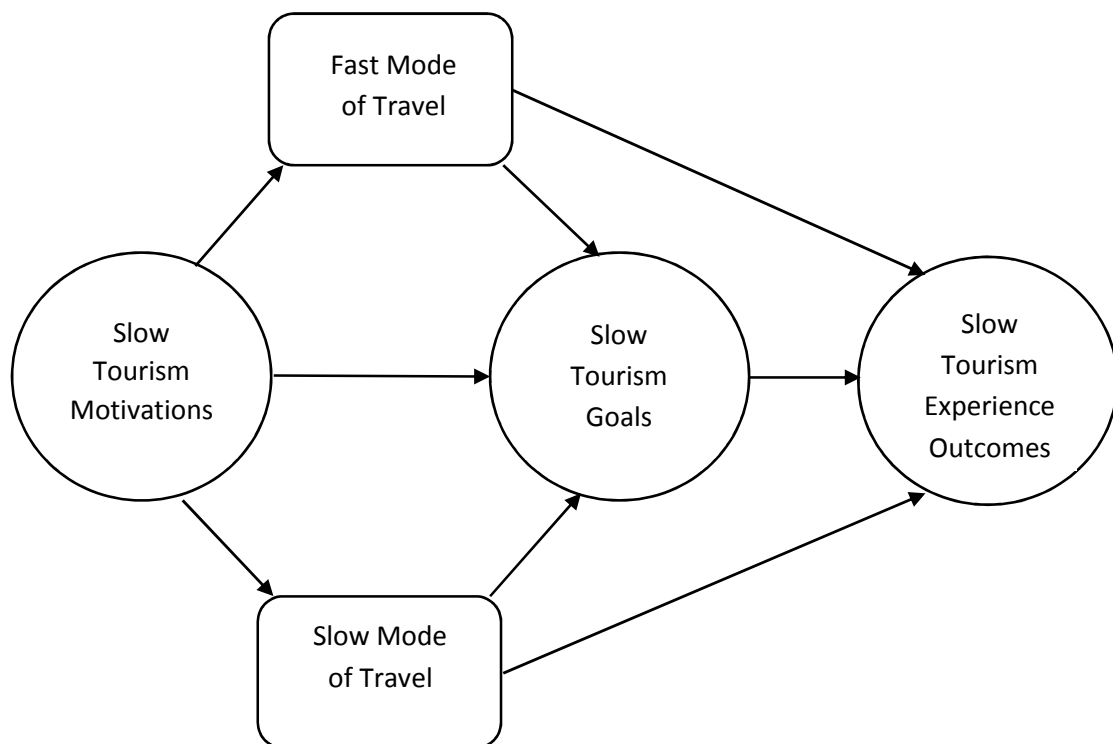 Fast Mode
of Travel
Slow
Tourism
Motivations
Slow
Tourism
Goals
Slow
Tourism
Experience
Outcomes
Slow Mode
of Travel